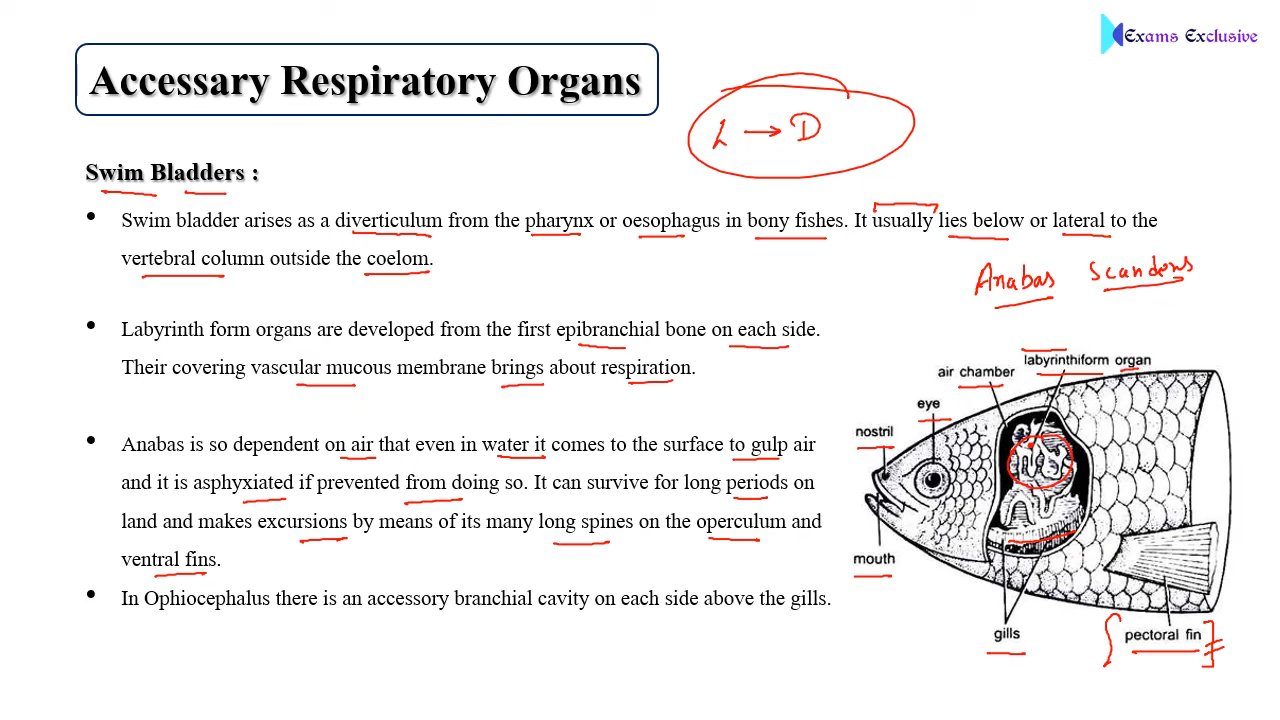 Exams Exclusive
Accessary Respiratory Organs
L → D
Swim Bladders :
• Swim bladder arises as a diverticulum from the pharynx or oesophagus in bony fishes. It usually lies below or lateral to the
vertebral column outside the coelom.
Anabas Scandens
• Labyrinth form organs are developed from the first epibranchial bone on each side.
Their covering vascular mucous membrane brings about respiration.
• Anabas is so dependent on air that even in water it comes to the surface to gulp air
and it is asphyxiated if prevented from doing so. It can survive for long periods on
land and makes excursions by means of its many long spines on the operculum and
ventral fins.
• In Ophiocephalus there is an accessory branchial cavity on each side above the gills.
labyrinthiform organ
air chamber
eye
nostril
mouth
gills
pectoral fin